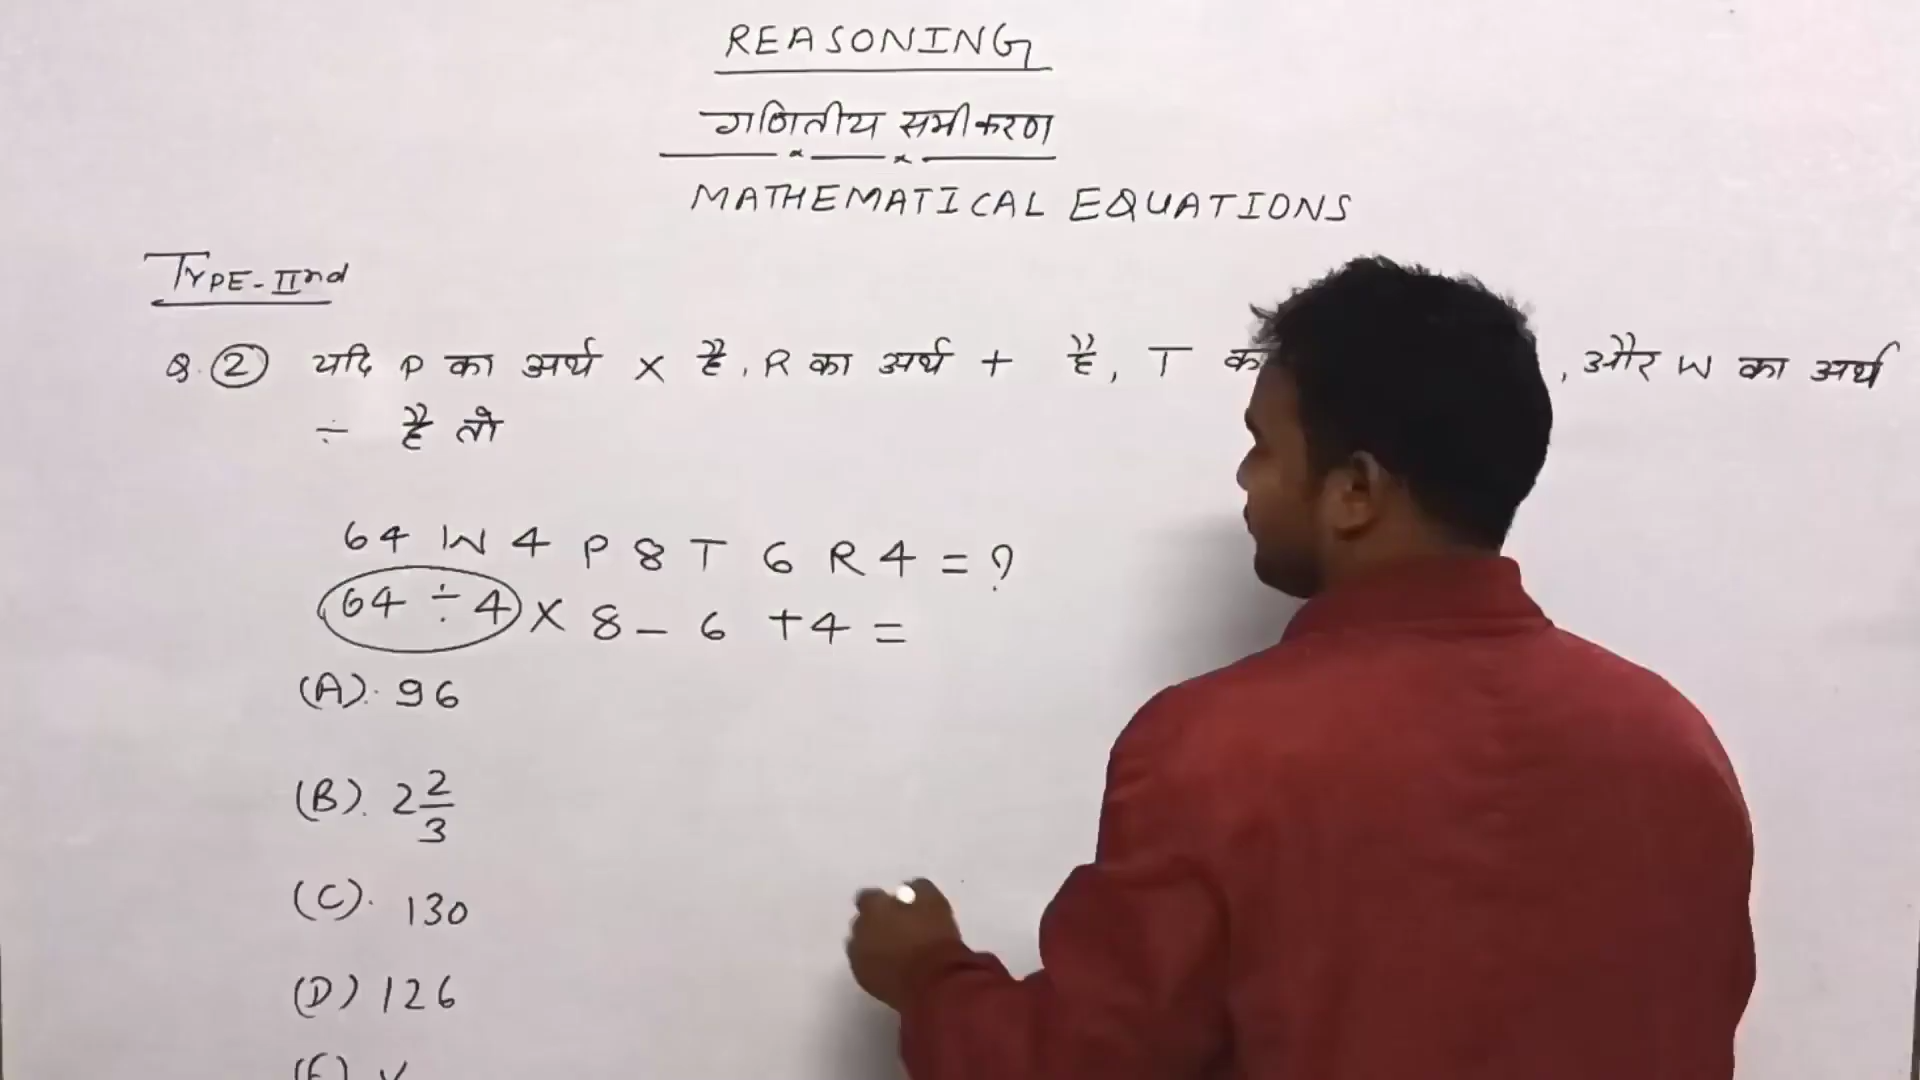 REASONING
गणितीय समीकरण
MATHEMATICAL EQUATIONS
TYPE-IInd
Q. 2 यदि P का अर्थ × है, R का अर्थ + है, T , और W का अर्थ
÷ है तो
64 W 4 P 8 T 6 R 4 = ?
64 ÷ 4 × 8 - 6 + 4 =
(A). 96
(B). 2 2/3
(C). 130
(D) 126